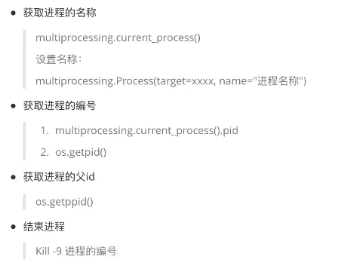 获取进程的名称
multiprocessing.current_process()
设置名称：
multiprocessing.Process(target=xxxx, name="进程名称")
获取进程的编号
1. multiprocessing.current_process().pid
2. os.getpid()
获取进程的父id
os.getppid()
结束进程
Kill -9 进程的编号